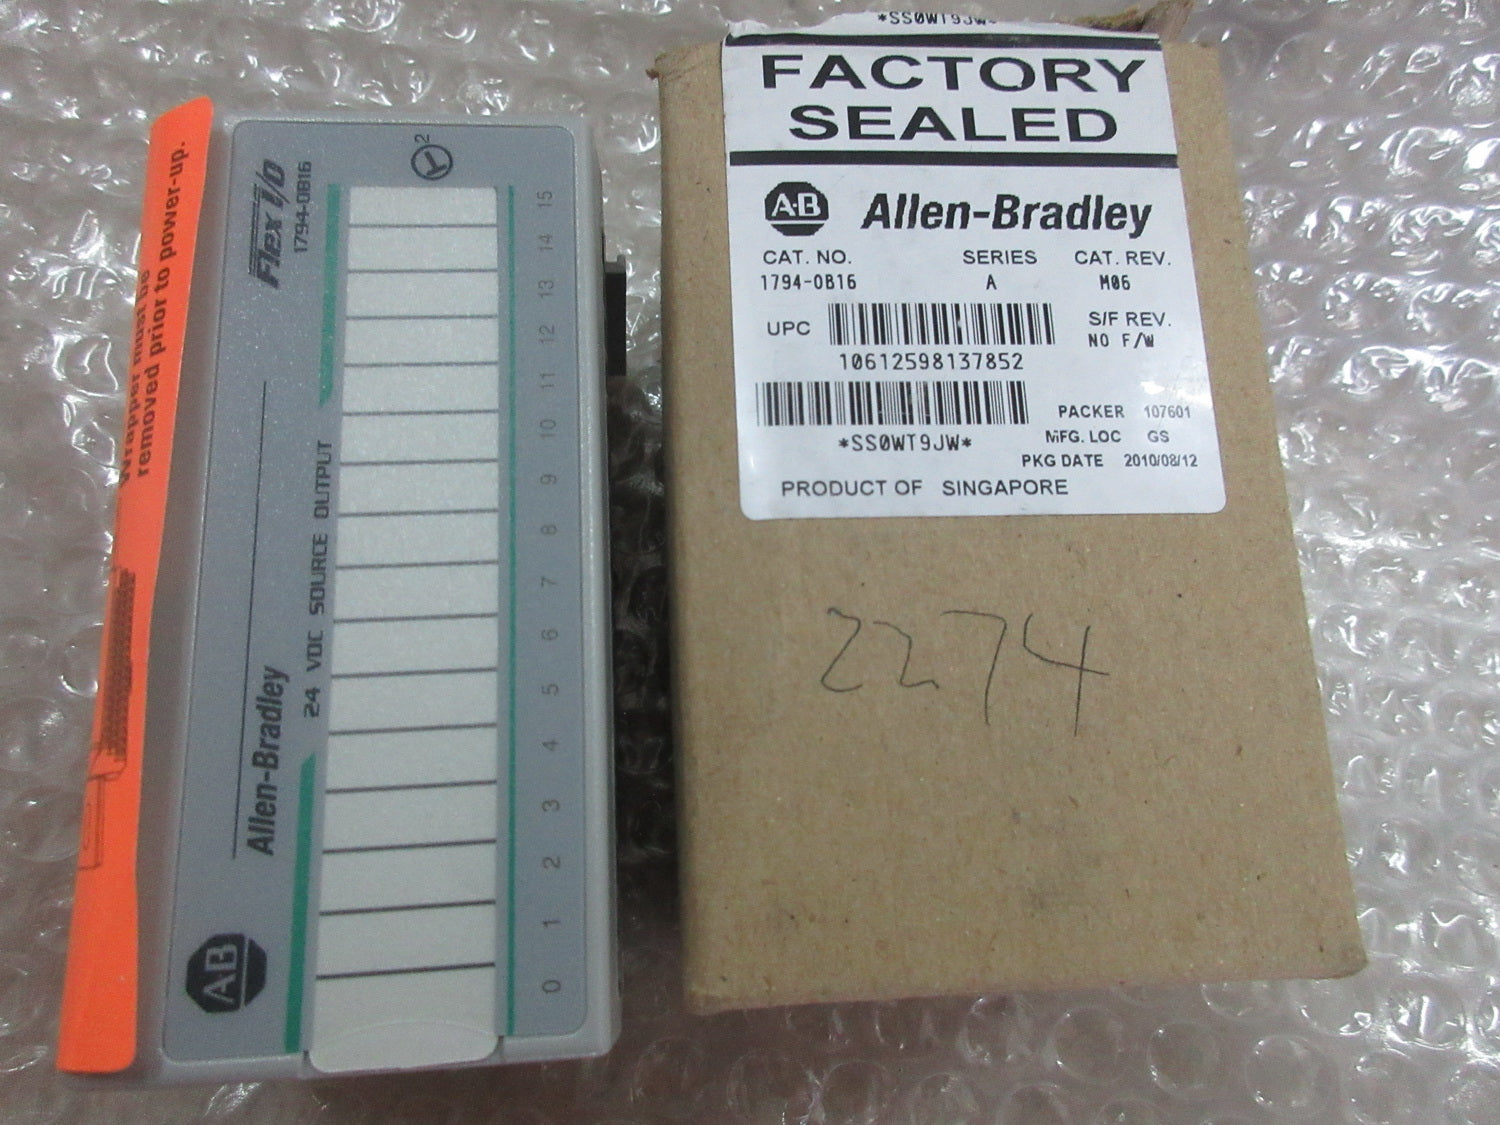 Wrapper must be
removed prior to power-up.
Flex I/O
1794-OB16
2
Allen-Bradley
24 VDC SOURCE OUTPUT
AB
15
14
13
12
11
10
9
8
7
6
5
4
3
2
1
0
*SS0WT9JW*
FACTORY
SEALED
A-B Allen-Bradley
CAT. NO. SERIES CAT. REV.
1794-OB16 A M06
UPC S/F REV.
NO F/W
10612598137852
PACKER 107601
*SS0WT9JW* MFG. LOC GS
PKG DATE 2010/08/12
PRODUCT OF SINGAPORE
2274